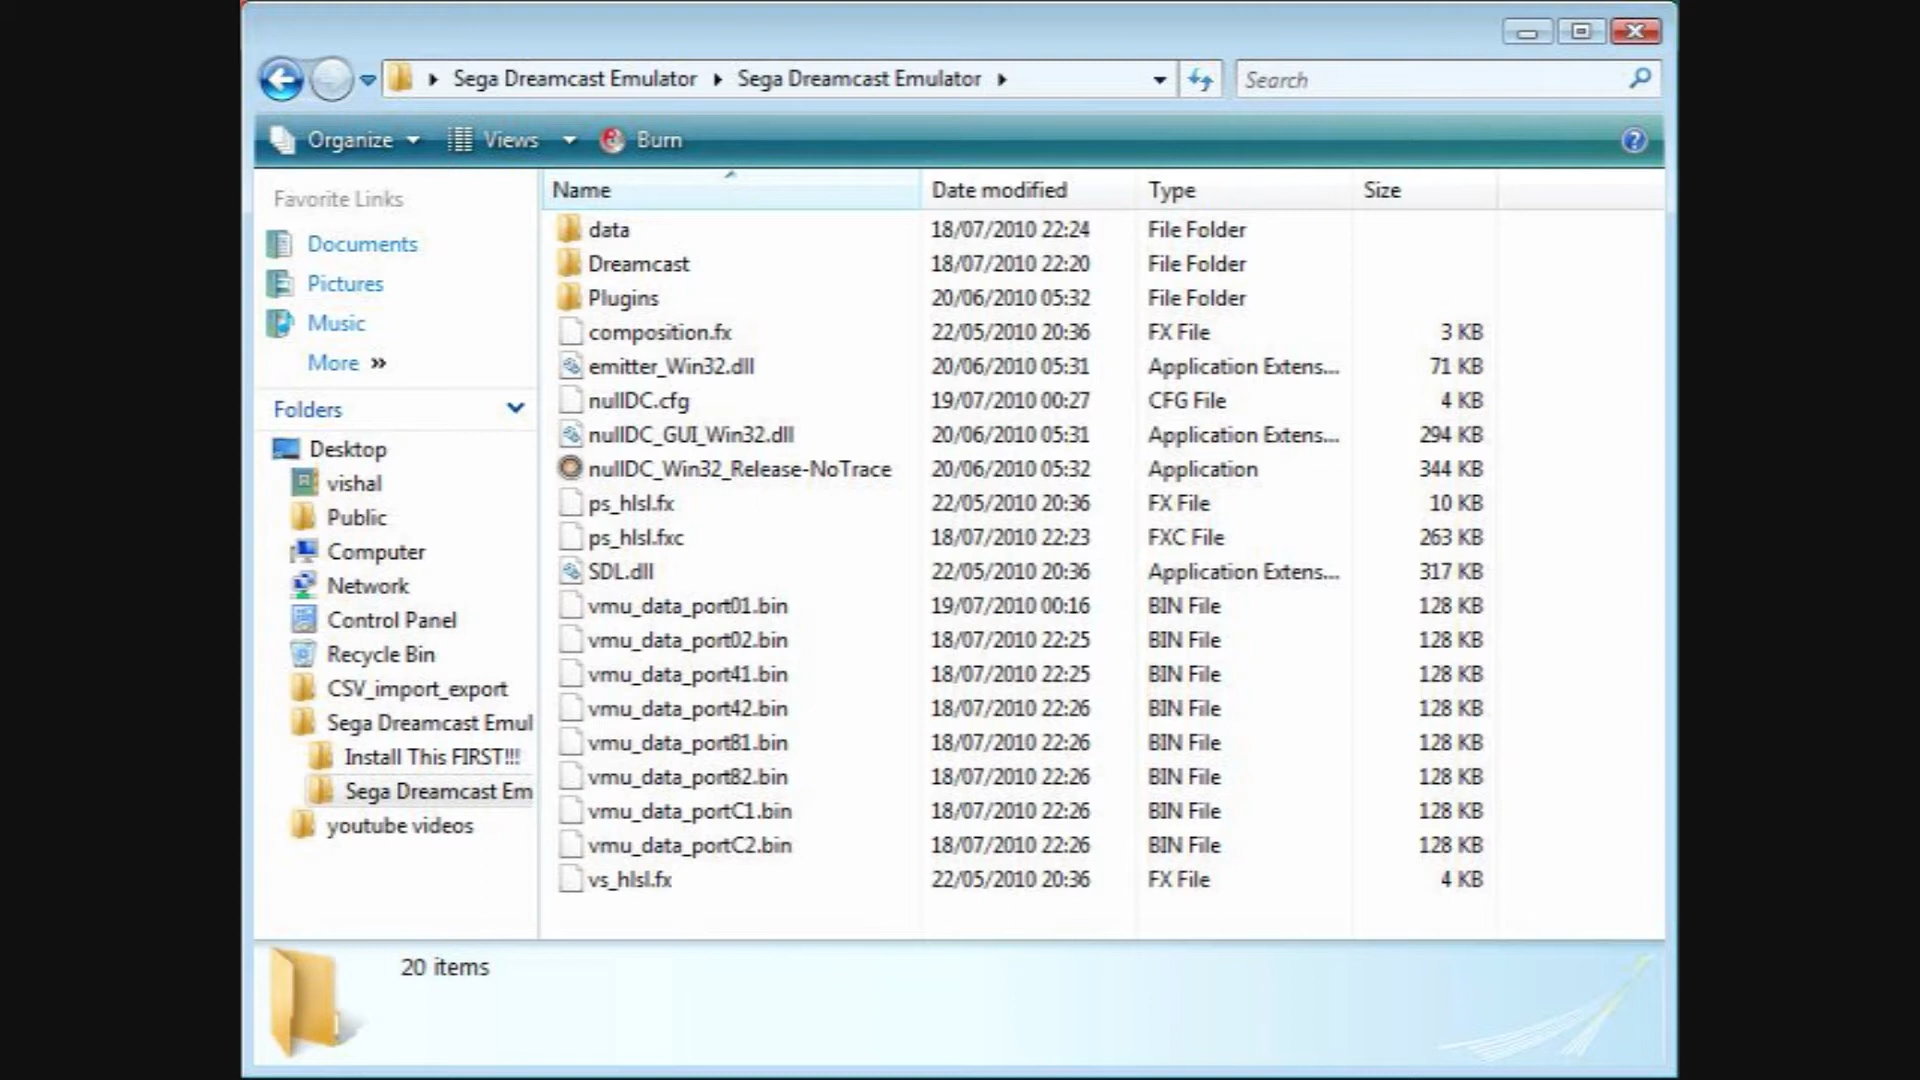 Sega Dreamcast Emulator Sega Dreamcast Emulator
Search
Organize Views Burn
Favorite Links
Documents
Pictures
Music
More »
Folders
Desktop
vishal
Public
Computer
Network
Control Panel
Recycle Bin
CSV_import_export
Sega Dreamcast Emul
Install This FIRST!!!
Sega Dreamcast Em
youtube videos
Name Date modified Type Size
data 18/07/2010 22:24 File Folder
Dreamcast 18/07/2010 22:20 File Folder
Plugins 20/06/2010 05:32 File Folder
composition.fx 22/05/2010 20:36 FX File 3 KB
emitter_Win32.dll 20/06/2010 05:31 Application Extens... 71 KB
nullDC.cfg 19/07/2010 00:27 CFG File 4 KB
nullDC_GUI_Win32.dll 20/06/2010 05:31 Application Extens... 294 KB
nullDC_Win32_Release-NoTrace 20/06/2010 05:32 Application 344 KB
ps_hlsl.fx 22/05/2010 20:36 FX File 10 KB
ps_hlsl.fxc 18/07/2010 22:23 FXC File 263 KB
SDL.dll 22/05/2010 20:36 Application Extens... 317 KB
vmu_data_port01.bin 19/07/2010 00:16 BIN File 128 KB
vmu_data_port02.bin 18/07/2010 22:25 BIN File 128 KB
vmu_data_port41.bin 18/07/2010 22:25 BIN File 128 KB
vmu_data_port42.bin 18/07/2010 22:26 BIN File 128 KB
vmu_data_port81.bin 18/07/2010 22:26 BIN File 128 KB
vmu_data_port82.bin 18/07/2010 22:26 BIN File 128 KB
vmu_data_portC1.bin 18/07/2010 22:26 BIN File 128 KB
vmu_data_portC2.bin 18/07/2010 22:26 BIN File 128 KB
vs_hlsl.fx 22/05/2010 20:36 FX File 4 KB
20 items